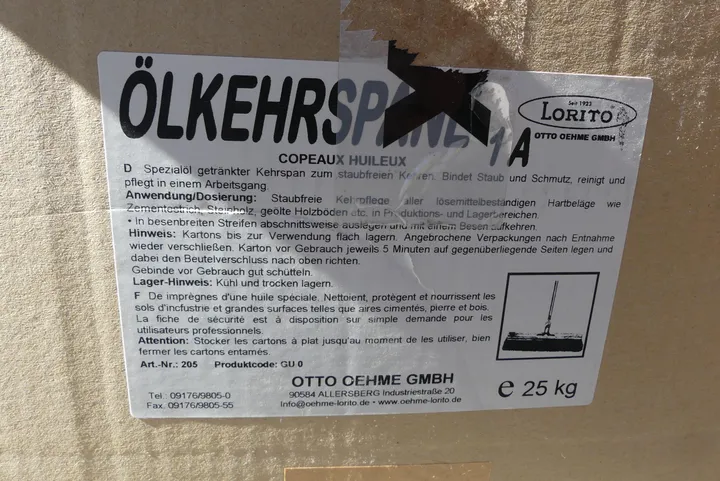 ÖLKEHRSPÄNE 1A
Seit 1923
LORITO
OTTO OEHME GMBH
COPEAUX HUILEUX
D Spezialöl getränkter Kehrspan zum staubfreien Kehren. Bindet Staub und Schmutz, reinigt und
pflegt in einem Arbeitsgang.
Anwendung/Dosierung: Staubfreie Kehrpflege aller lösemittelbeständigen Hartbeläge wie
Zementestrich, Steinholz, geölte Holzböden etc. in Produktions- und Lagerbereichen.
• In besenbreiten Streifen abschnittsweise auslegen und mit einem Besen aufkehren.
Hinweis: Kartons bis zur Verwendung flach lagern. Angebrochene Verpackungen nach Entnahme
wieder verschließen. Karton vor Gebrauch jeweils 5 Minuten auf gegenüberliegende Seiten legen und
dabei den Beutelverschluss nach oben richten.
Gebinde vor Gebrauch gut schütteln.
Lager-Hinweis: Kühl und trocken lagern.
F De imprègnes d'une huile spéciale. Nettoient, protègent et nourrissent les
sols d'incfustrie et grandes surfaces telles que aires cimentés, pierre et bois.
La fiche de sécurité est à disposition sur simple demande pour les
utilisateurs professionnels.
Attention: Stocker les cartons à plat jusqu'au moment de les utiliser, bien
fermer les cartons entamés.
Art.-Nr.: 205 Produktcode: GU 0
OTTO OEHME GMBH
Tel. 09176/9805-0
90584 ALLERSBERG Industriestraße 20
Fax. 09176/9805-55
Info@oehme-lorito.de • www.oehme-lorito.de
e 25 kg